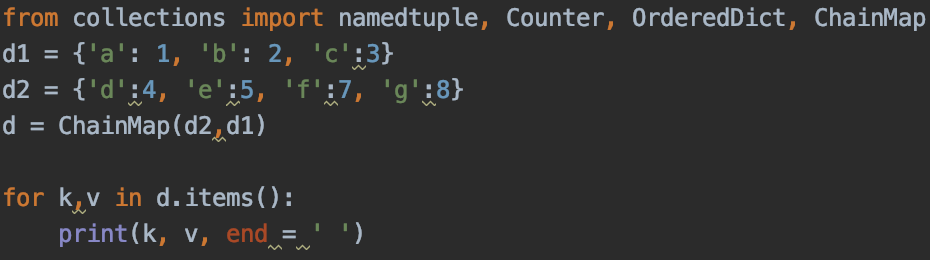 from collections import namedtuple, Counter, OrderedDict, ChainMap
d1 = {'a': 1, 'b': 2, 'c':3}
d2 = {'d':4, 'e':5, 'f':7, 'g':8}
d = ChainMap(d2,d1)
for k,v in d.items():
    print(k, v, end = ' ')